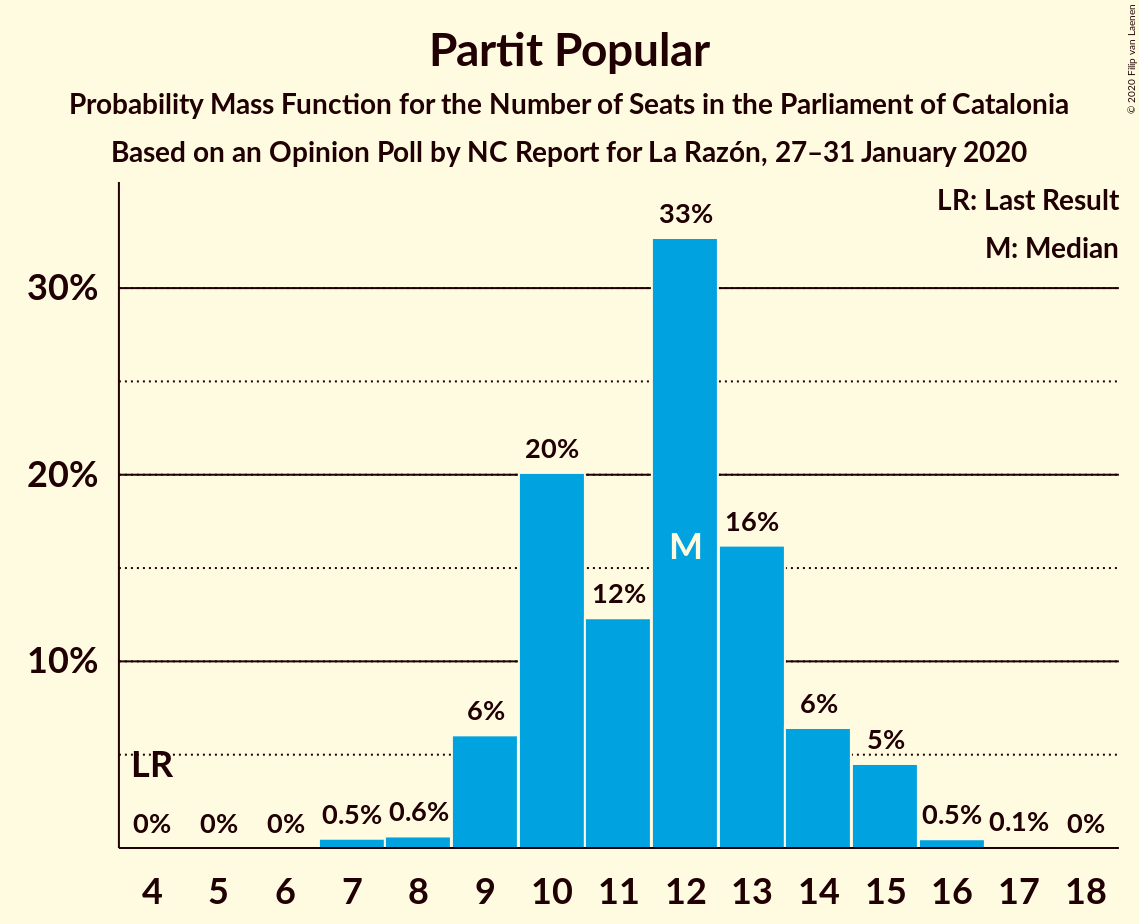 Partit Popular
Probability Mass Function for the Number of Seats in the Parliament of Catalonia
Based on an Opinion Poll by NC Report for La Razón, 27–31 January 2020
© 2020 Filip van Laenen
LR: Last Result
M: Median
33%
30%
20%
20%
16%
M
12%
10%
6%
6%
5%
LR
0%
0%
0%
0.5%
0.6%
0.5%
0.1%
0%
4 5 6 7 8 9 10 11 12 13 14 15 16 17 18